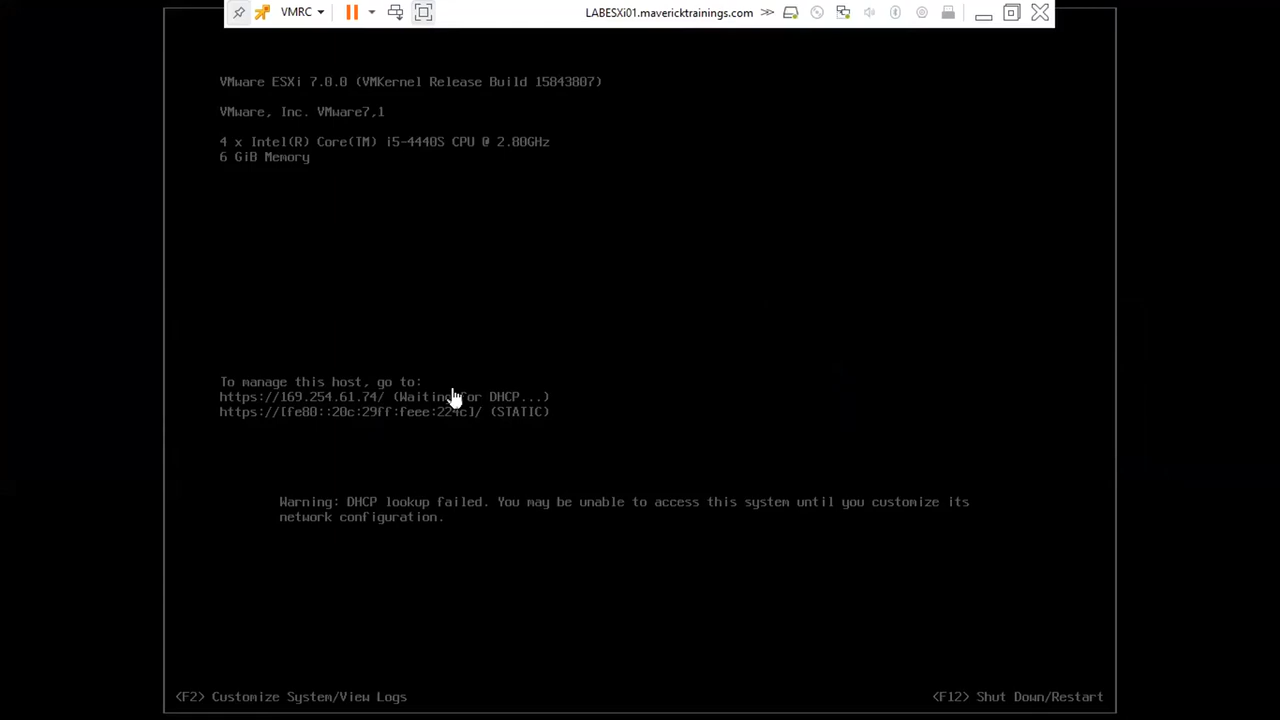 VMRC
LABESXi01.mavericktrainings.com
VMware ESXi 7.0.0 (VMKernel Release Build 15843807)
VMware, Inc. VMware7,1
4 x Intel(R) Core(TM) i5-4440S CPU @ 2.80GHz
6 GiB Memory
To manage this host, go to:
https://169.254.61.74/ (Waiting for DHCP...)
https://[fe80::20c:29ff:feee:224c]/ (STATIC)
Warning: DHCP lookup failed. You may be unable to access this system until you customize its
network configuration.
<F2> Customize System/View Logs
<F12> Shut Down/Restart